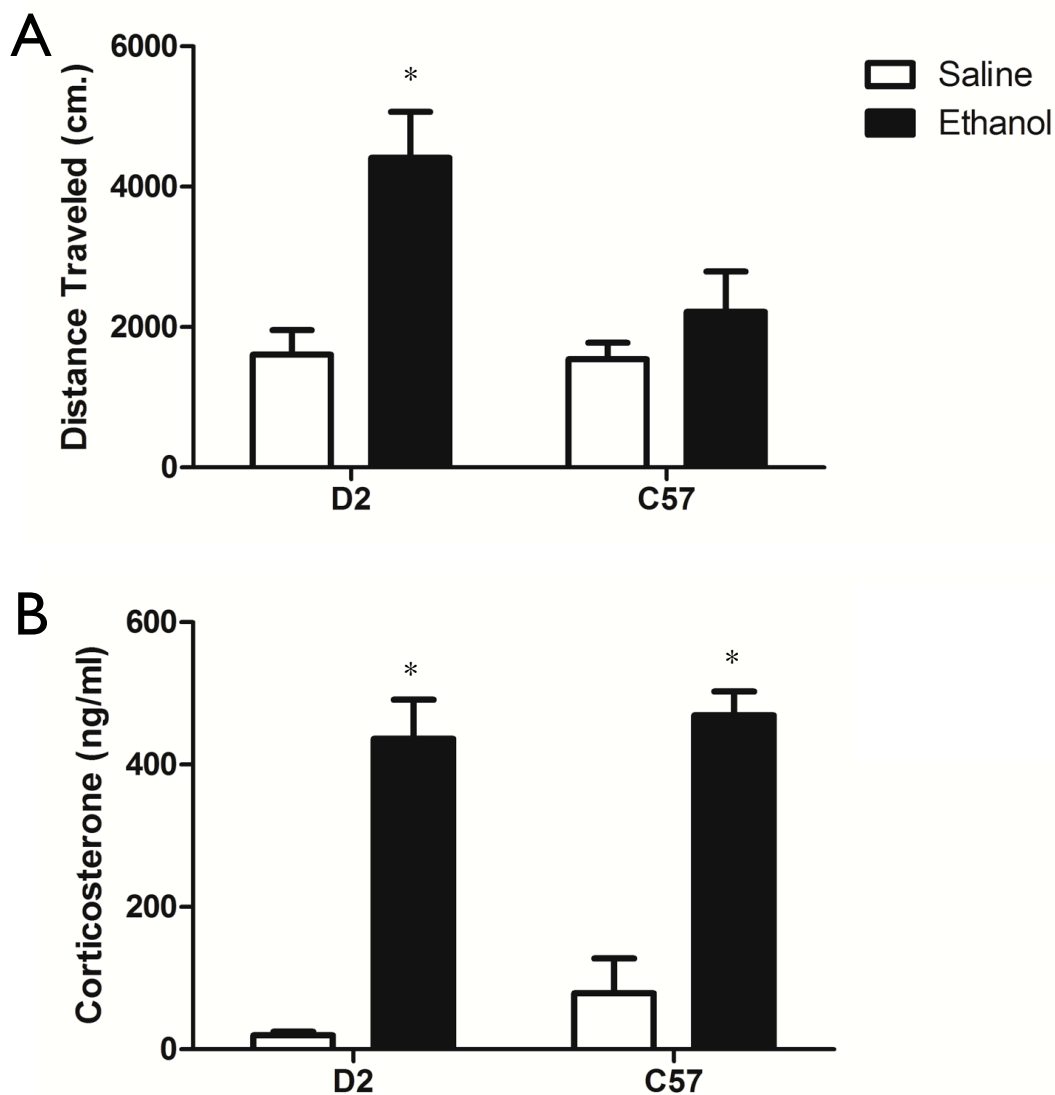 A
6000
4000
2000
0
Distance Traveled (cm.)
*
D2
C57
Saline
Ethanol
B
600
400
200
0
Corticosterone (ng/ml)
*
*
D2
C57